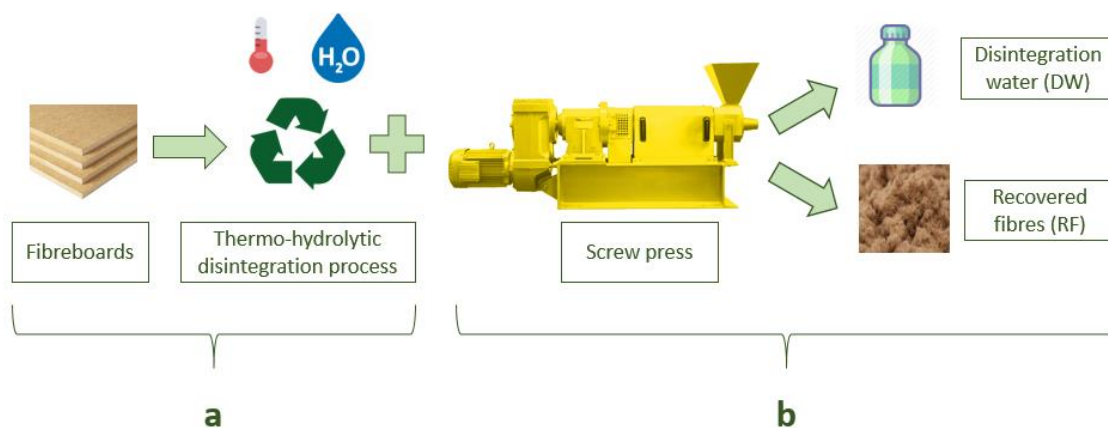 H₂O
Fibreboards
Thermo-hydrolytic
disintegration process
Screw press
Disintegration
water (DW)
Recovered
fibres (RF)
a
b